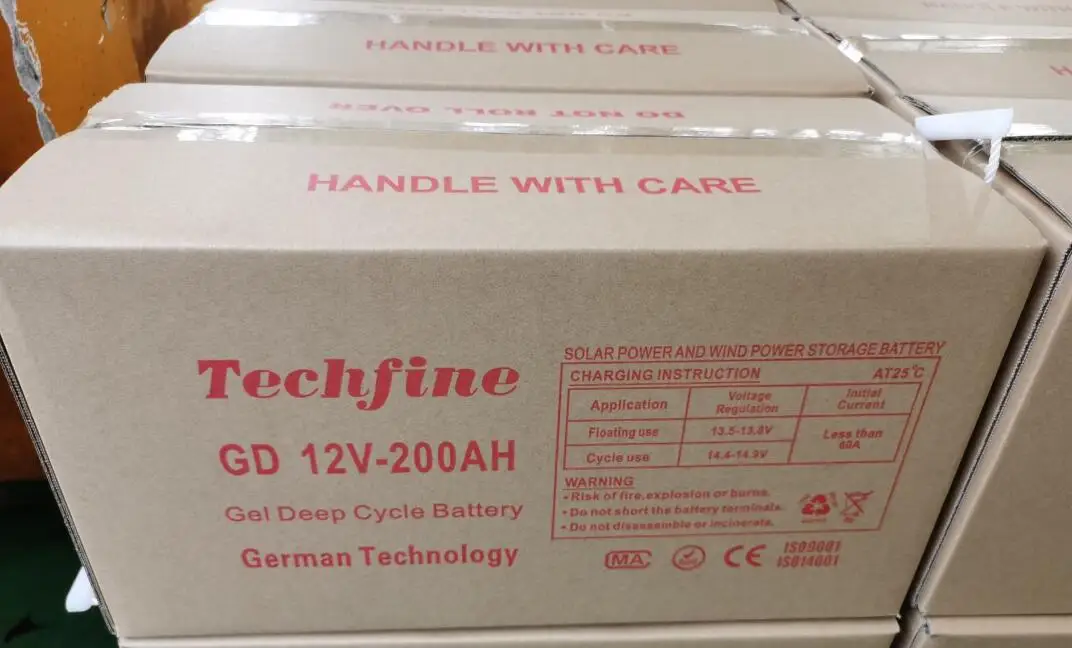 HANDLE WITH CARE
DO NOT ROLL OVER
HANDLE WITH CARE
SOLAR POWER AND WIND POWER STORAGE BATTERY
CHARGING INSTRUCTION AT25°C
Application Voltage Regulation Initial Current
Floating use 13.5-13.8V Less than 60A
Cycle use 14.4-14.9V
WARNING
• Risk of fire,explosion or burns.
• Do not short the battery terminals.
• Do not disassemble or incinerate.
Techfine
GD 12V-200AH
Gel Deep Cycle Battery
German Technology
MA
CE
ISO9001
ISO14001